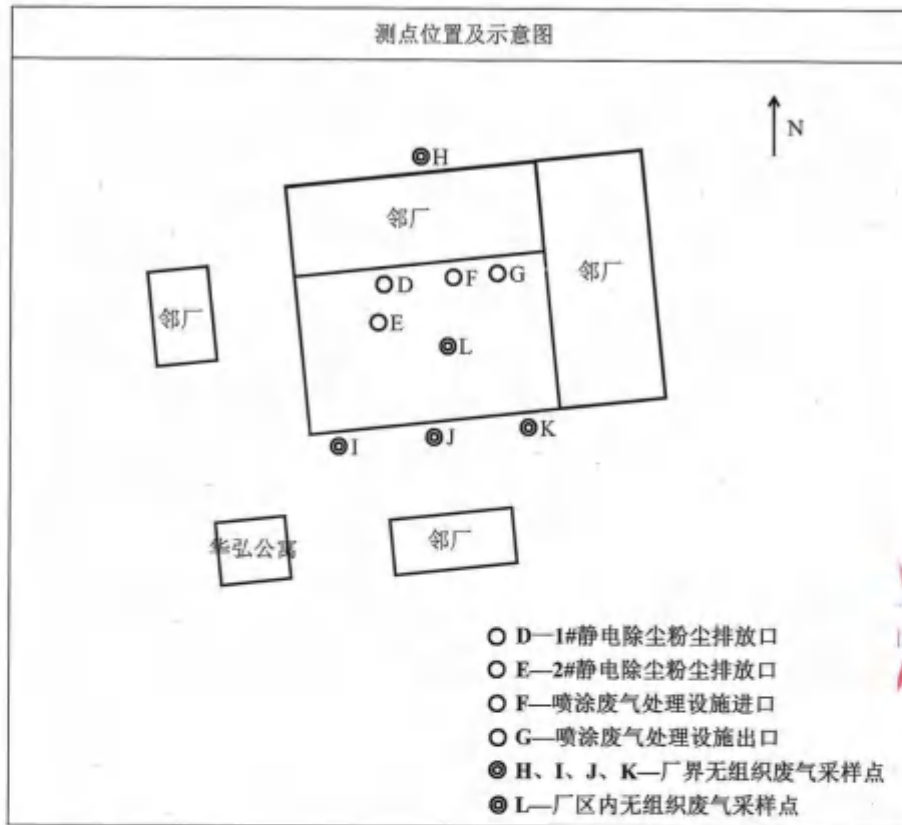 测点位置及示意图
N
H
邻厂
邻厂
D
F
G
邻厂
E
L
I
J
K
华弘公寓
邻厂
D—1#静电除尘粉尘排放口
E—2#静电除尘粉尘排放口
F—喷涂废气处理设施进口
G—喷涂废气处理设施出口
H、I、J、K—厂界无组织废气采样点
L—厂区内无组织废气采样点